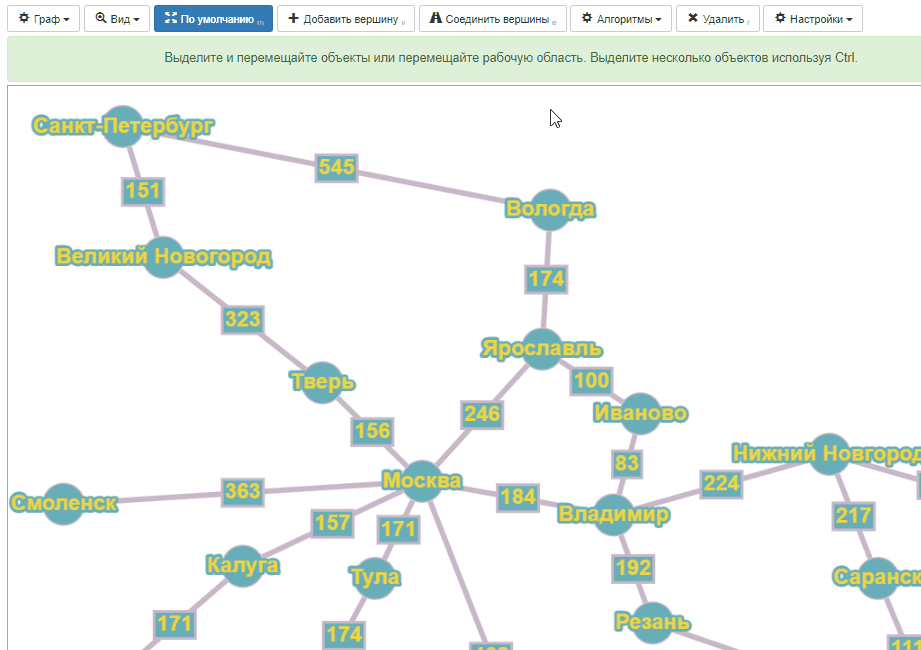 Граф Вид По умолчанию m Добавить вершину v Соединить вершины e Алгоритмы Удалить r Настройки
Выделите и перемещайте объекты или перемещайте рабочую область. Выделите несколько объектов используя Ctrl.
Санкт-Петербург
545
151
Вологда
Великий Новогород
174
323
Ярославль
Тверь
100
246
Иваново
156
Нижний Новгород
83
Москва
224
363
184
Смоленск
Владимир
217
157
171
Калуга
192
Тула
Саранск
171
Резань
174
111